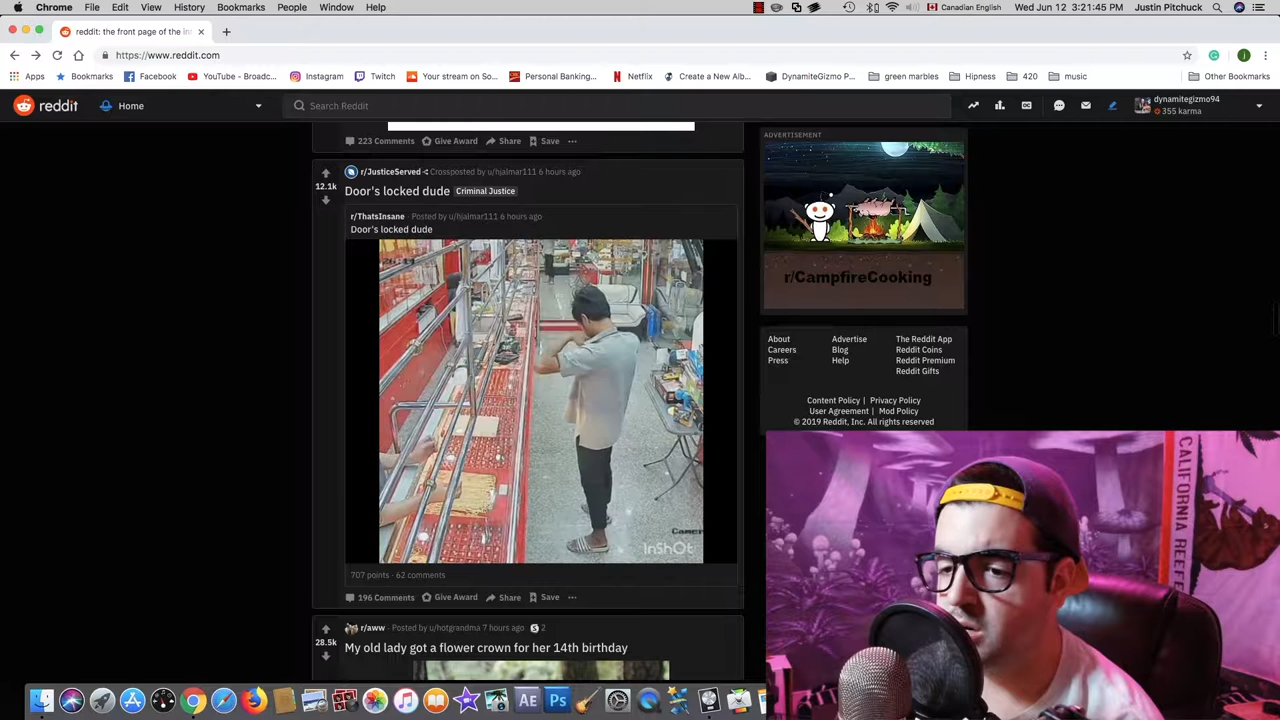 Chrome File Edit View History Bookmarks People Window Help Canadian English Wed Jun 12 3:21:45 PM Justin Pitchuck
reddit: the front page of the in
https://www.reddit.com
Apps Bookmarks Facebook YouTube - Broadc... Instagram Twitch Your stream on So... Personal Banking... Netflix Create a New Alb... DynamiteGizmo P... green marbles Hipness 420 music Other Bookmarks
reddit Home Search Reddit dynamitegizmo94
355 karma
223 Comments Give Award Share Save
r/JusticeServed Crossposted by u/hjalmar111 6 hours ago
12.1k
Door's locked dude Criminal Justice
r/ThatsInsane · Posted by u/hjalmar111 6 hours ago
Door's locked dude
InShOt
707 points · 62 comments
196 Comments Give Award Share Save
r/aww · Posted by u/hotgrandma 7 hours ago 2
28.5k
My old lady got a flower crown for her 14th birthday
ADVERTISEMENT
r/CampfireCooking
About Advertise The Reddit App
Careers Blog Reddit Coins
Press Help Reddit Premium
Reddit Gifts
Content Policy | Privacy Policy
User Agreement | Mod Policy
© 2019 Reddit, Inc. All rights reserved
CALIFORNIA REEFE
AE Ps